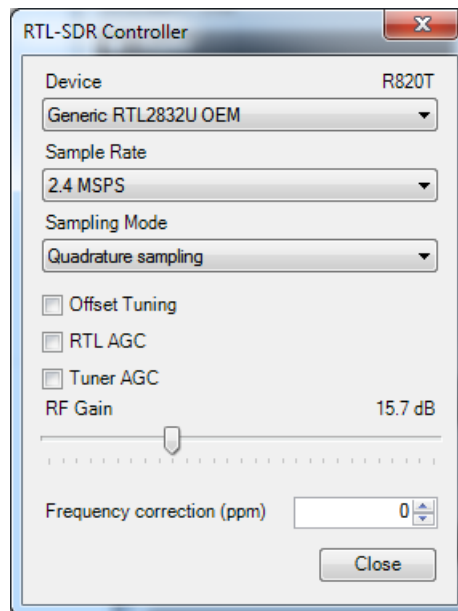 RTL-SDR Controller
Device R820T
Generic RTL2832U OEM
Sample Rate
2.4 MSPS
Sampling Mode
Quadrature sampling
Offset Tuning
RTL AGC
Tuner AGC
RF Gain 15.7 dB
Frequency correction (ppm) 0
Close